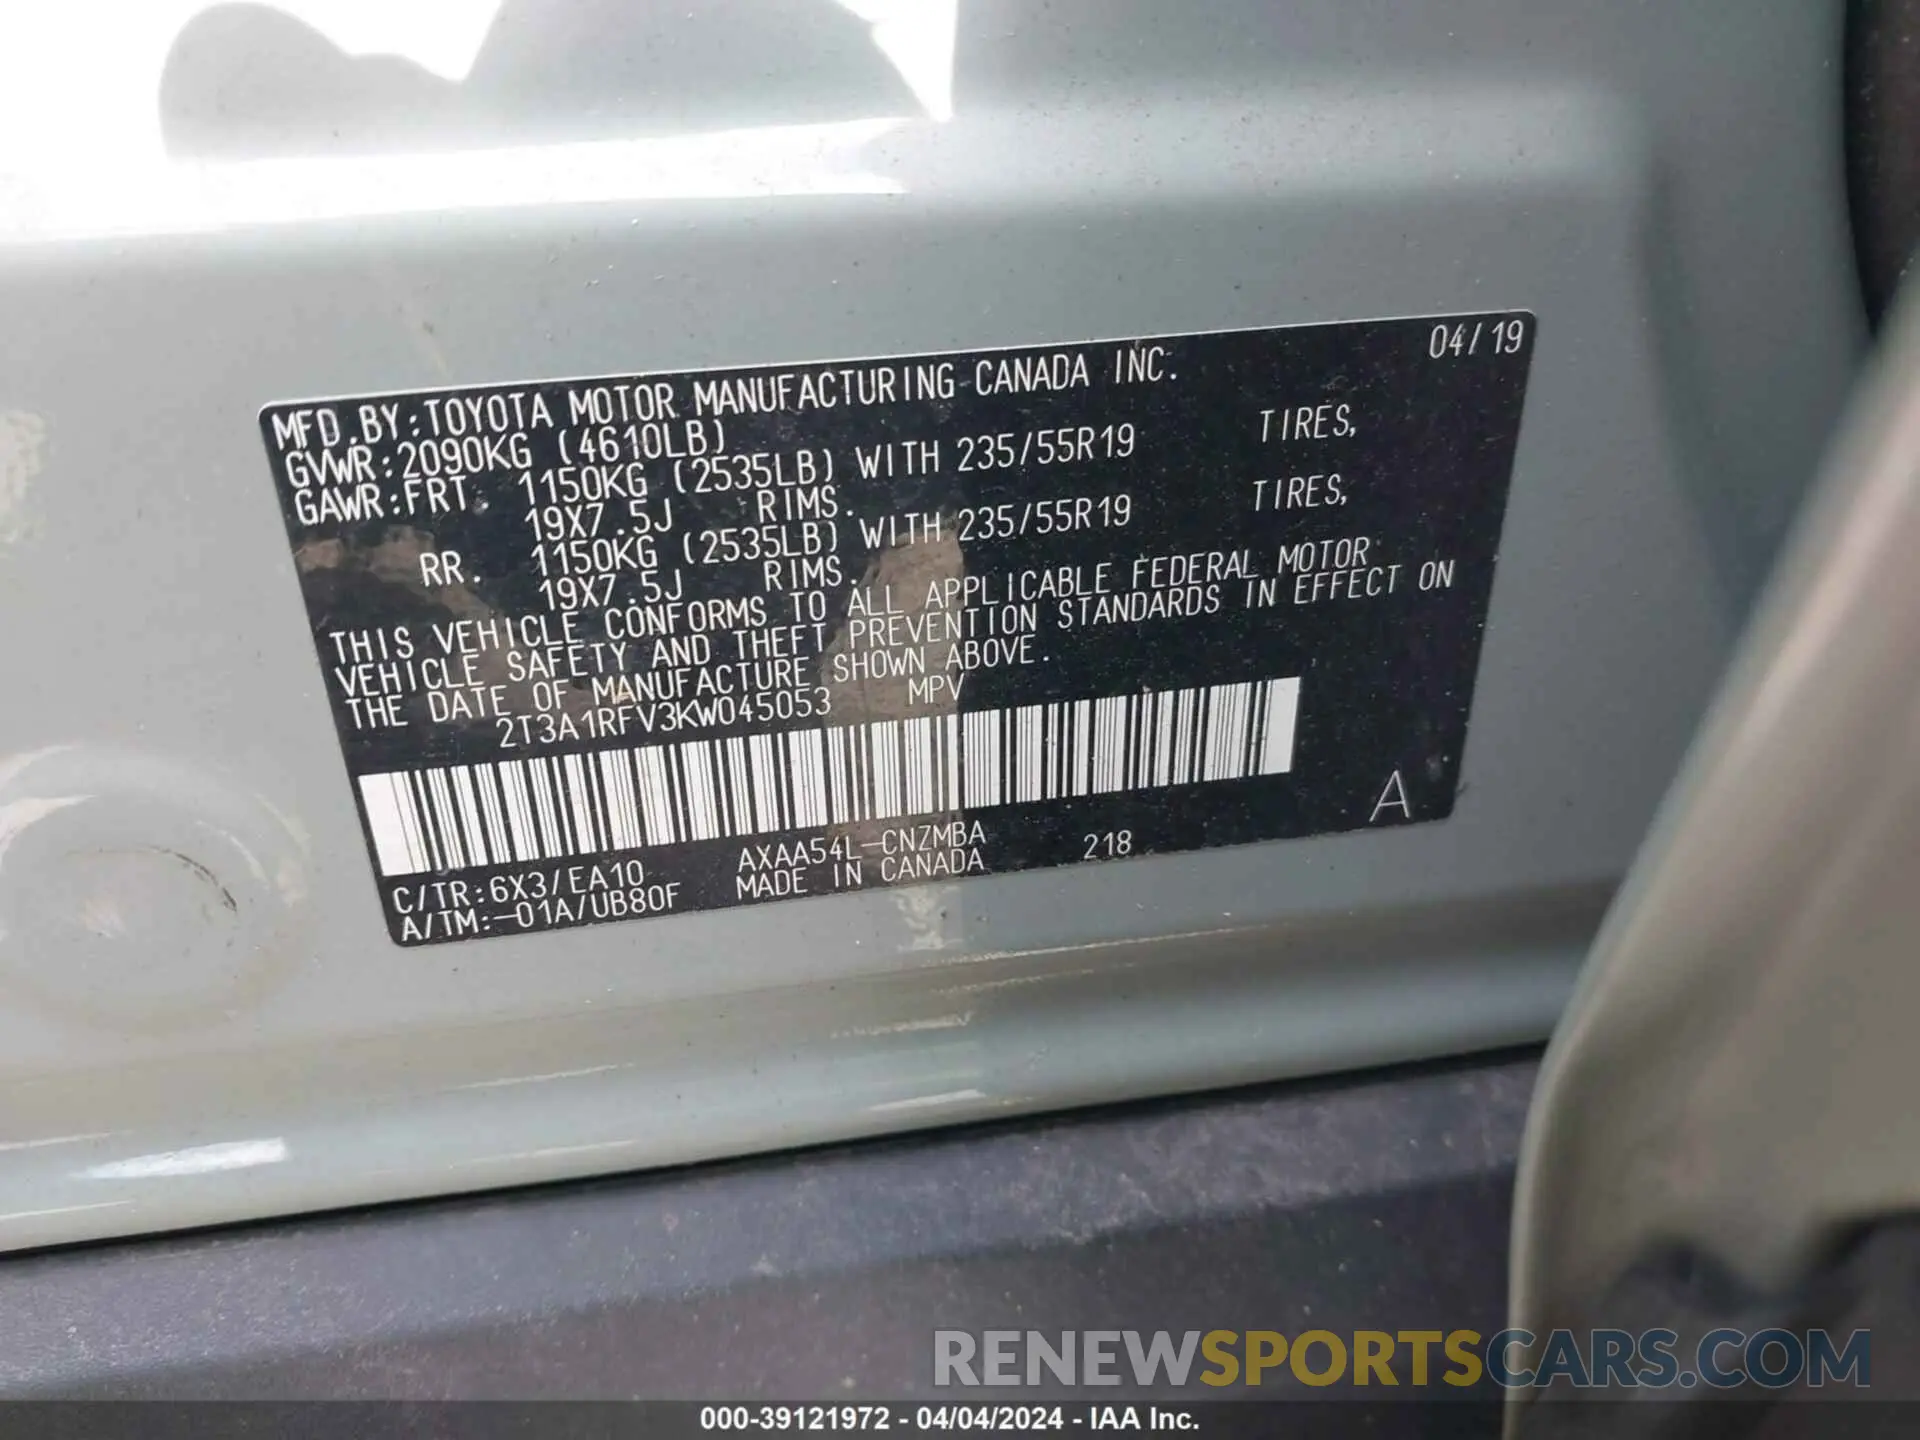 04/19
MFD.BY:TOYOTA MOTOR MANUFACTURING CANADA INC.
GVWR:2090KG (4610LB)
GAWR:FRT. 1150KG (2535LB) WITH 235/55R19 TIRES,
19X7.5J RIMS.
RR. 1150KG (2535LB) WITH 235/55R19 TIRES,
19X7.5J RIMS.
THIS VEHICLE CONFORMS TO ALL APPLICABLE FEDERAL MOTOR
VEHICLE SAFETY AND THEFT PREVENTION STANDARDS IN EFFECT ON
THE DATE OF MANUFACTURE SHOWN ABOVE.
2T3A1RFV3KW045053 MPV
A
C/TR:6X3/EA10 AXAA54L-CNZMBA 218
A/TM:-01A/UB80F MADE IN CANADA
RENEWSPORTSCARS.COM
000-39121972 - 04/04/2024 - IAA Inc.